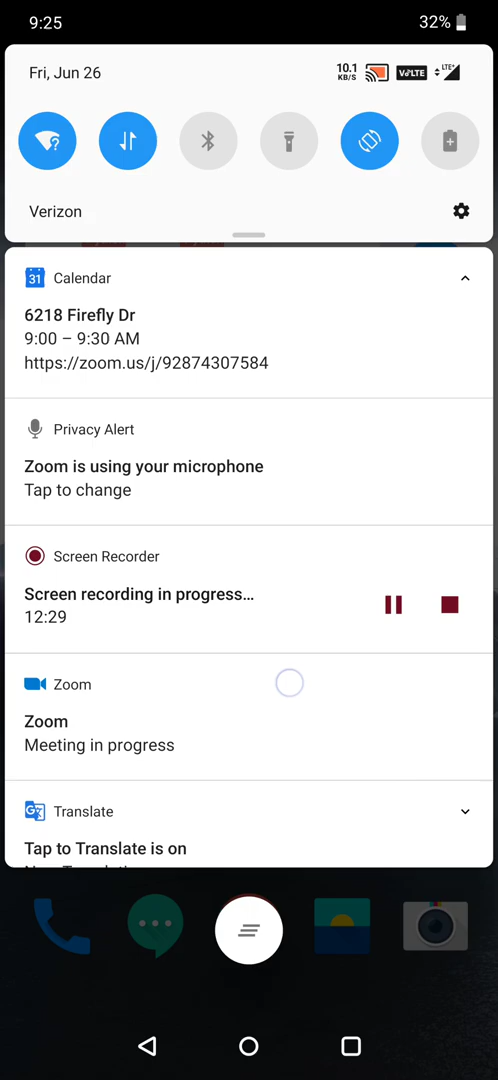 9:25
32%
Fri, Jun 26
10.1
KB/S
VoLTE
LTE+
Verizon
31 Calendar
6218 Firefly Dr
9:00 – 9:30 AM
https://zoom.us/j/92874307584
Privacy Alert
Zoom is using your microphone
Tap to change
Screen Recorder
Screen recording in progress...
12:29
Zoom
Zoom
Meeting in progress
Translate
Tap to Translate is on